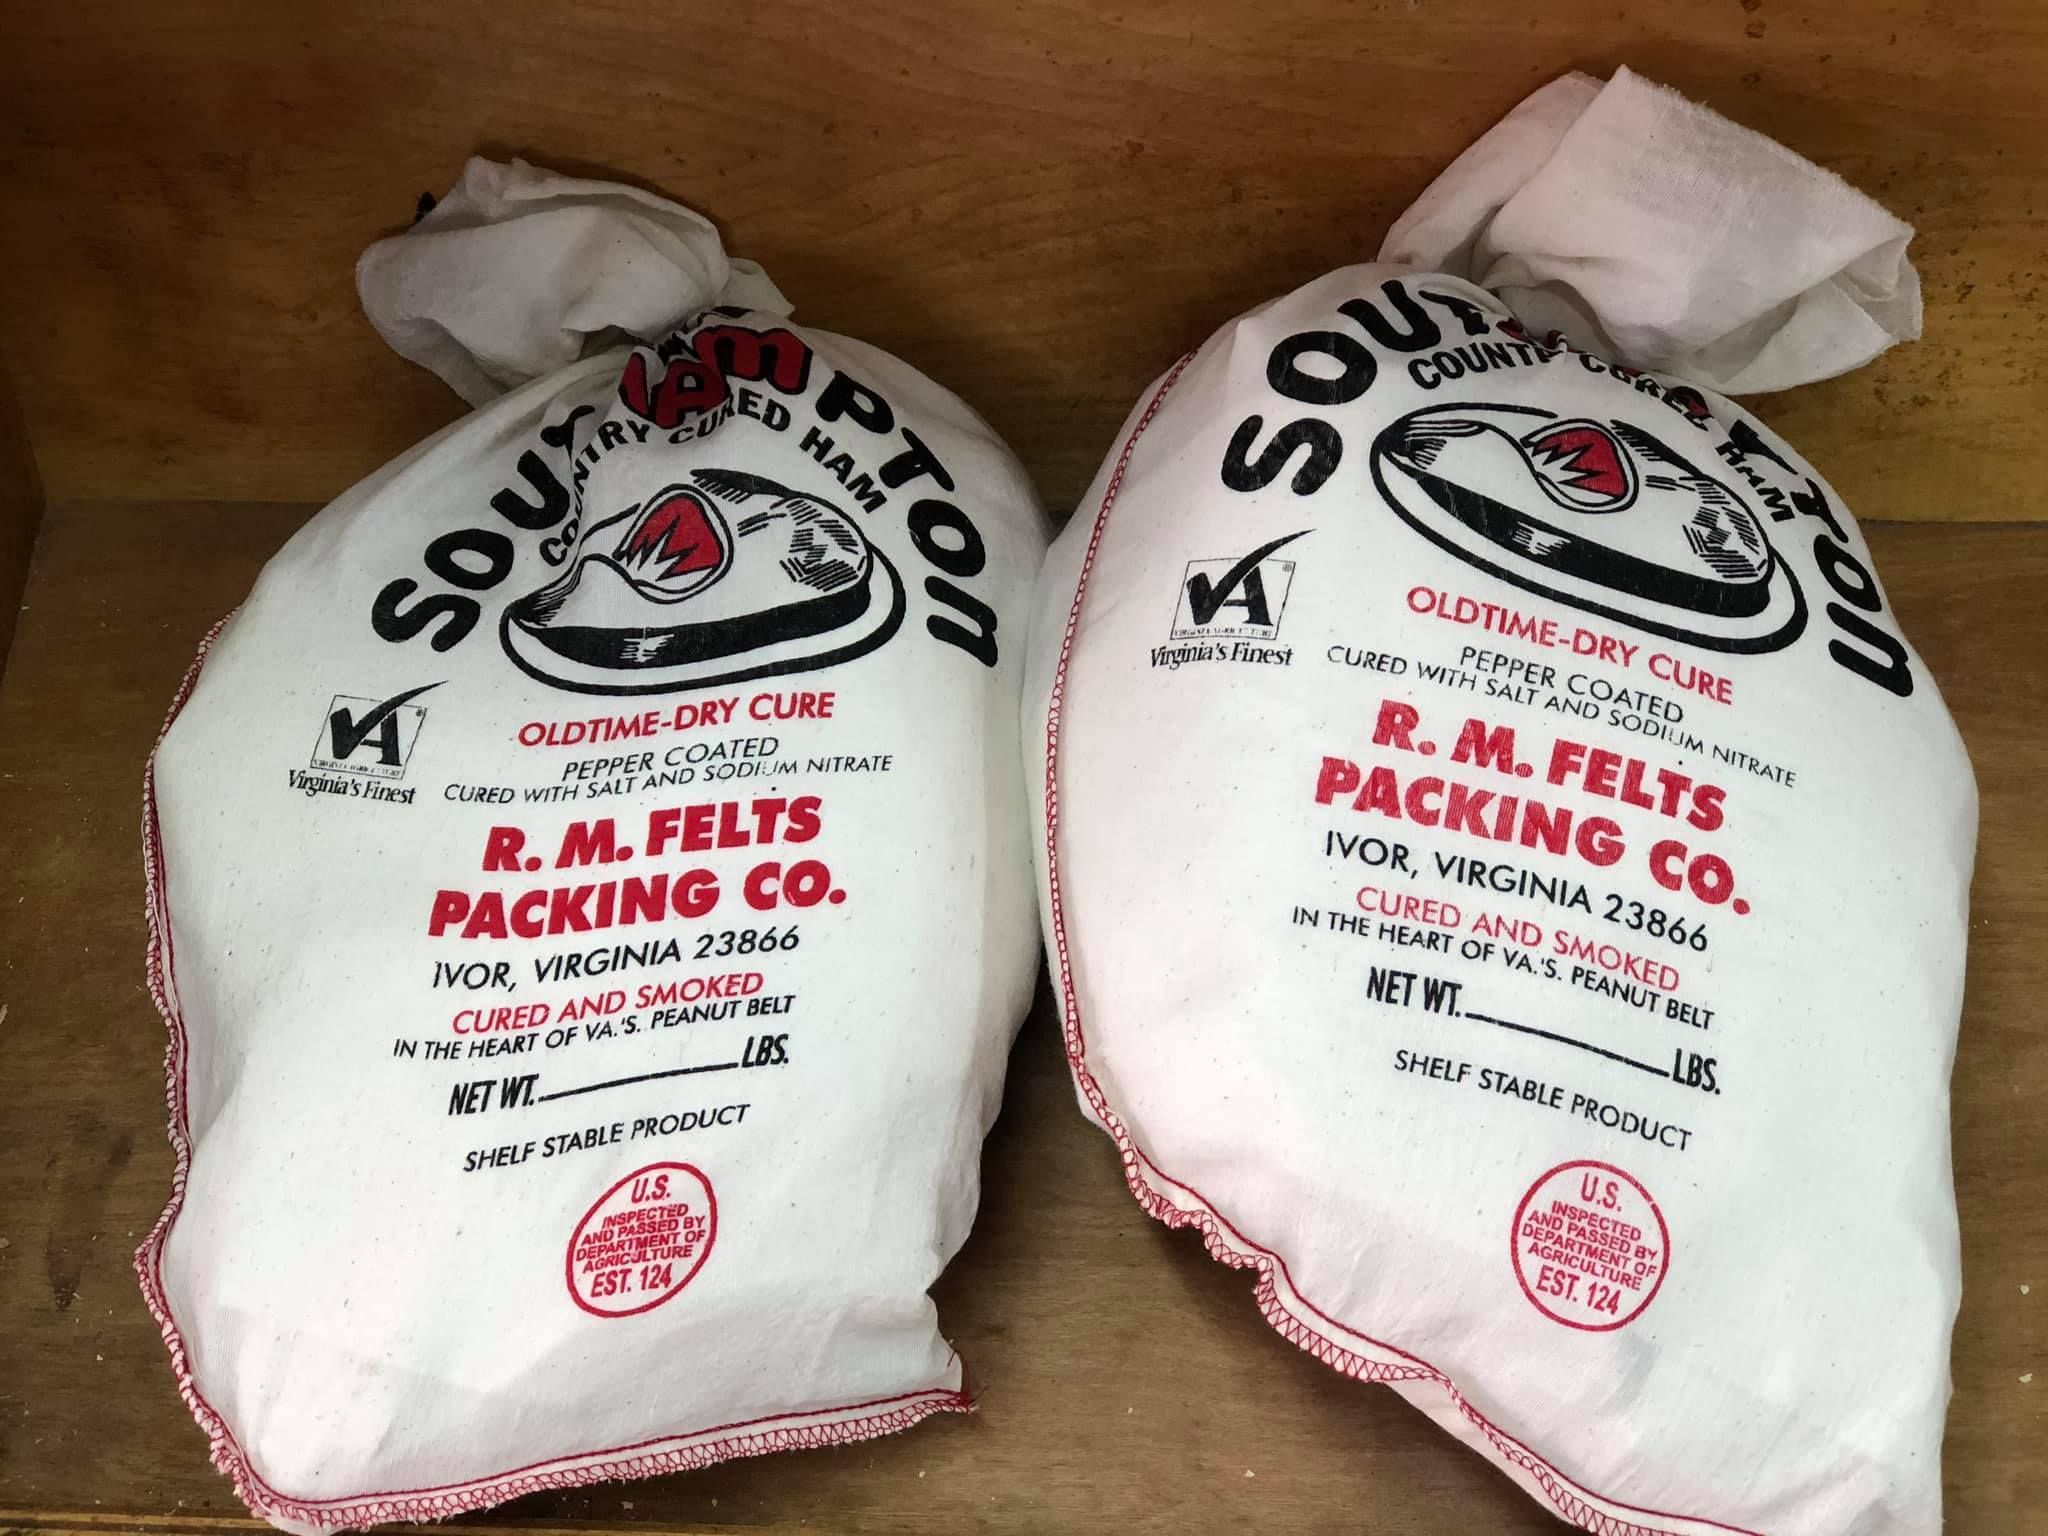 SOUTHAMPTON
COUNTRY CURED HAM
VA®
Virginia's Finest
OLDTIME-DRY CURE
PEPPER COATED
CURED WITH SALT AND SODIUM NITRATE
R. M. FELTS
PACKING CO.
IVOR, VIRGINIA 23866
CURED AND SMOKED
IN THE HEART OF VA.'S. PEANUT BELT
NET WT. LBS.
SHELF STABLE PRODUCT
U.S.
INSPECTED
AND PASSED BY
DEPARTMENT OF
AGRICULTURE
EST. 124
COUNTRY CURED HAM
VA®
Virginia's Finest
OLDTIME-DRY CURE
PEPPER COATED
CURED WITH SALT AND SODIUM NITRATE
R. M. FELTS
PACKING CO.
IVOR, VIRGINIA 23866
CURED AND SMOKED
IN THE HEART OF VA.'S. PEANUT BELT
NET WT. LBS.
SHELF STABLE PRODUCT
U.S.
INSPECTED
AND PASSED BY
DEPARTMENT OF
AGRICULTURE
EST. 124